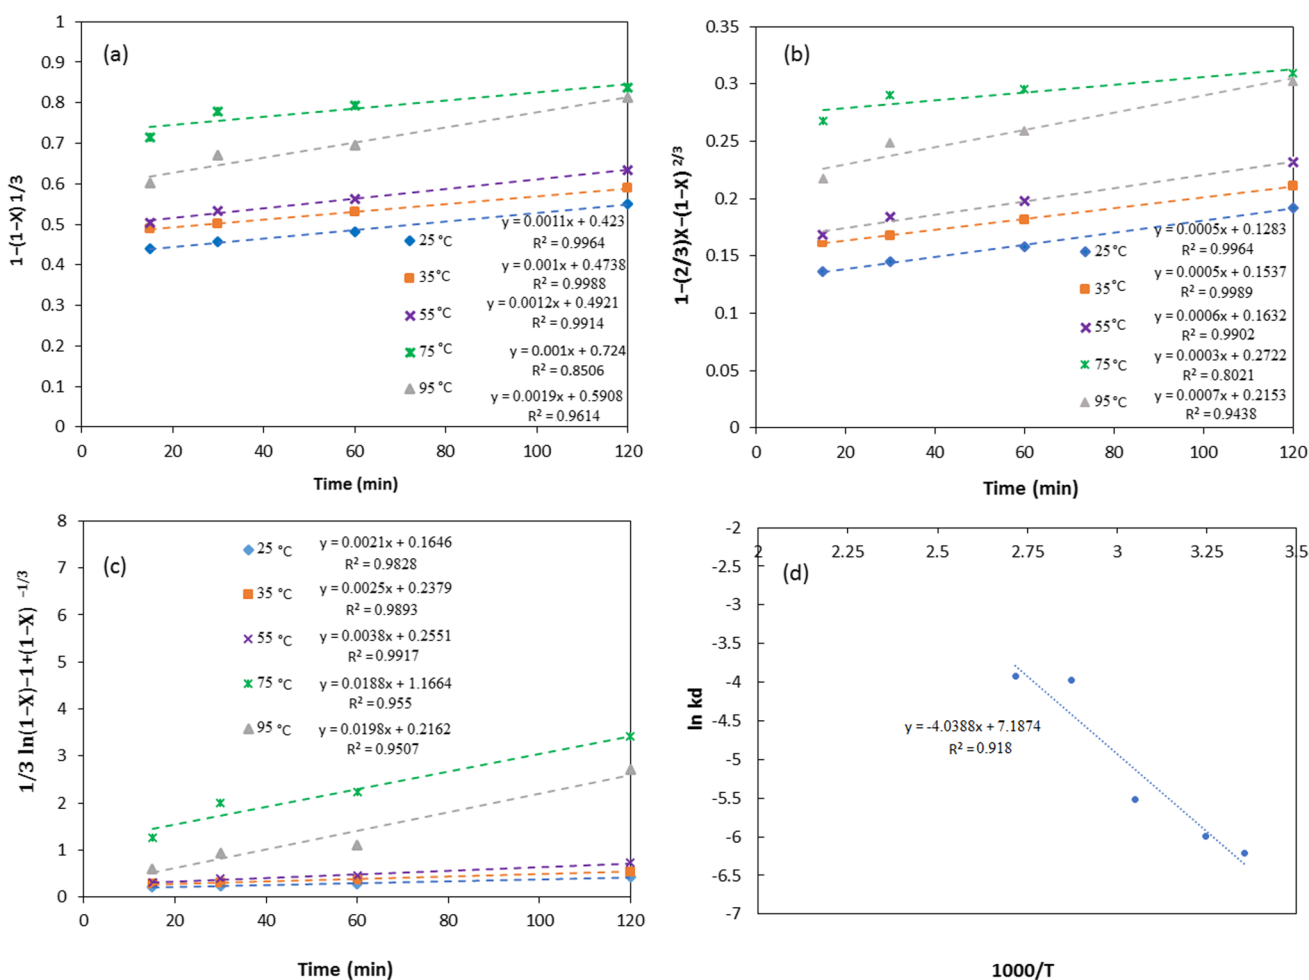 1
0.9
0.8
0.7
0.6
0.5
0.4
0.3
0.2
0.1
0
1−(1−X) 1/3
(a)
y = 0.0011x + 0.423
R² = 0.9964
y = 0.001x + 0.4738
R² = 0.9988
y = 0.0012x + 0.4921
R² = 0.9914
y = 0.001x + 0.724
R² = 0.8506
y = 0.0019x + 0.5908
R² = 0.9614
25 °C
35 °C
55 °C
75 °C
95 °C
0 20 40 60 80 100 120
Time (min)
0.35
0.3
0.25
0.2
0.15
0.1
0.05
0
1−(2/3)X−(1−X) 2/3
(b)
y = 0.0005x + 0.1283
R² = 0.9964
y = 0.0005x + 0.1537
R² = 0.9989
y = 0.0006x + 0.1632
R² = 0.9902
y = 0.0003x + 0.2722
R² = 0.8021
y = 0.0007x + 0.2153
R² = 0.9438
25 °C
35 °C
55 °C
75 °C
95 °C
0 20 40 60 80 100 120
Time (min)
8
7
6
5
4
3
2
1
0
1/3 ln(1−X)−1+(1−X) −1/3
(c)
25 °C
35 °C
55 °C
75 °C
95 °C
y = 0.0021x + 0.1646
R² = 0.9828
y = 0.0025x + 0.2379
R² = 0.9893
y = 0.0038x + 0.2551
R² = 0.9917
y = 0.0188x + 1.1664
R² = 0.955
y = 0.0198x + 0.2162
R² = 0.9507
0 20 40 60 80 100 120
Time (min)
-2
-2.5
-3
-3.5
-4
-4.5
-5
-5.5
-6
-6.5
-7
ln kd
2 2.25 2.5 2.75 3 3.25 3.5
(d)
y = -4.0388x + 7.1874
R² = 0.918
1000/T